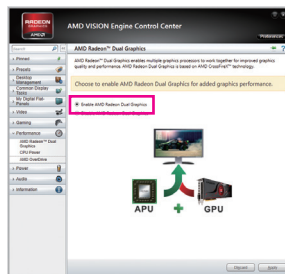 RADEON
GRAPHICS
AMD
AMD VISION Engine Control Center
Preferences
Search
AMD Radeon™ Dual Graphics
Pinned
Presets
Desktop Management
Common Display Tasks
My Digital Flat-Panels
Video
Gaming
Performance
AMD Radeon™ Dual Graphics
CPU Power
AMD OverDrive
Power
Audio
Information
AMD Radeon™ Dual Graphics enables multiple graphics processors to work together for improved graphics
quality and performance. AMD Radeon Dual Graphics is based on AMD CrossFireX™ technology.
Choose to enable AMD Radeon Dual Graphics for added graphics performance.
Enable AMD Radeon Dual Graphics
APU + GPU
Discard
Apply